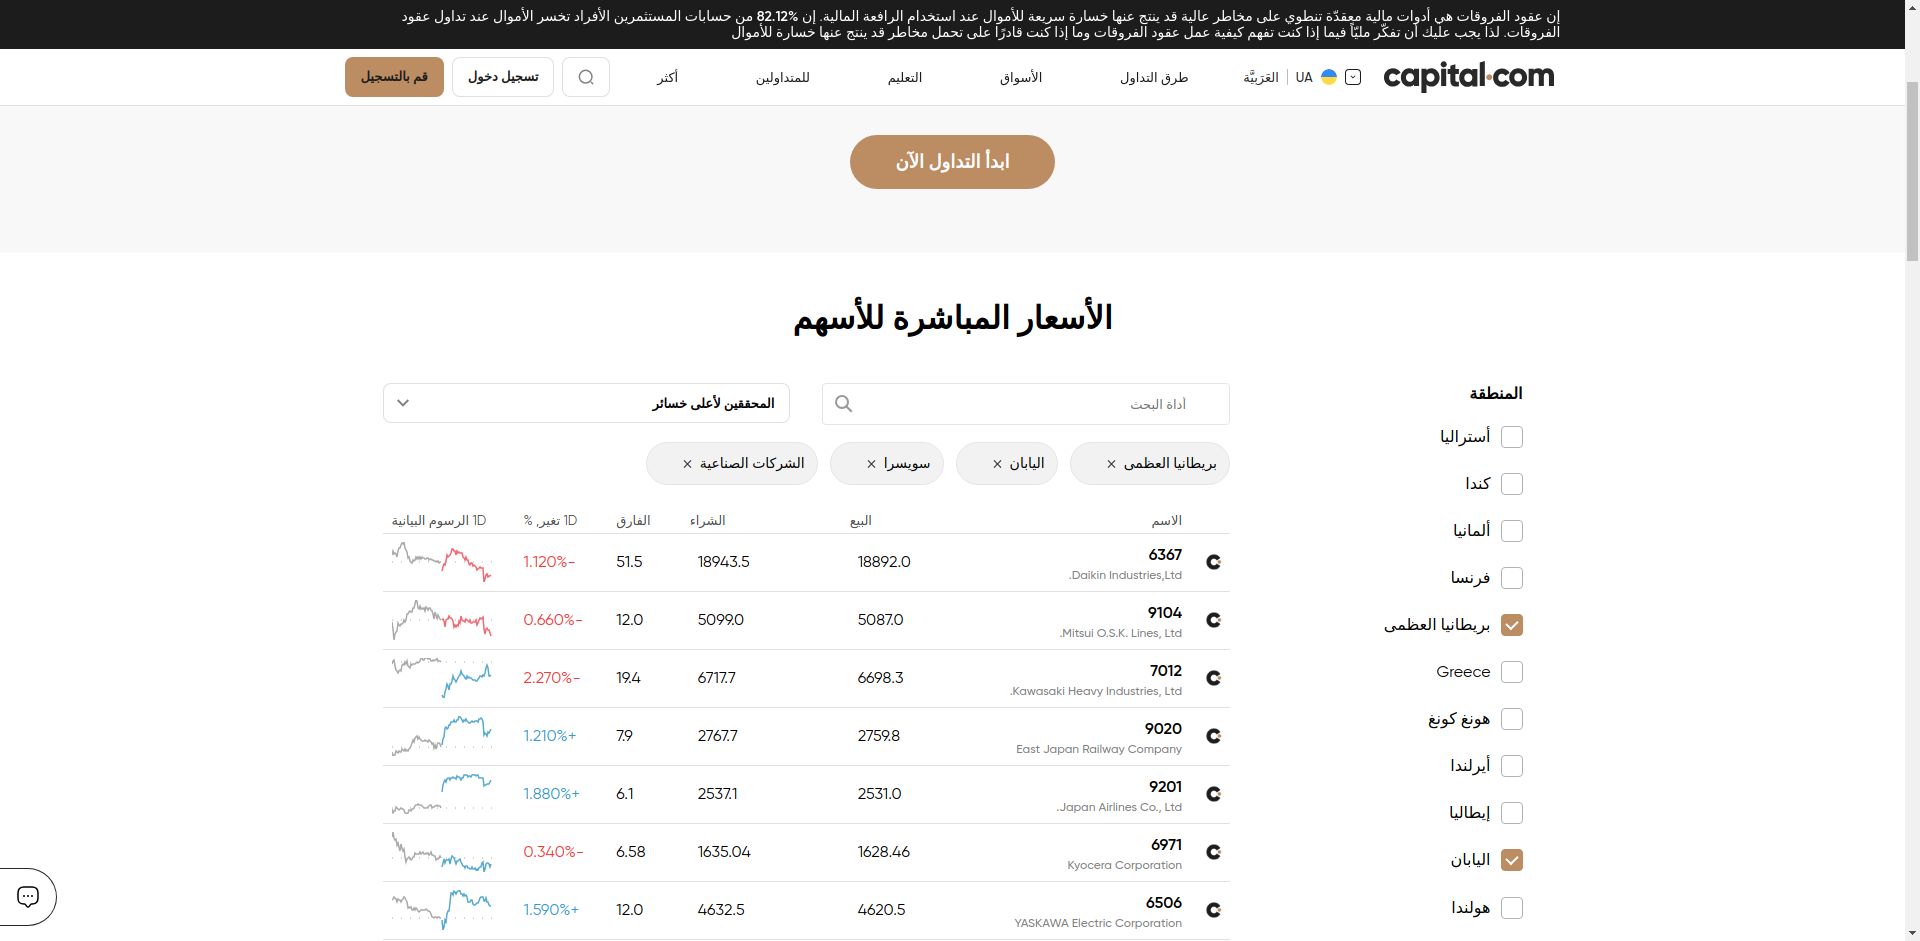 إن عقود الفروقات هي أدوات مالية معقدّة تنطوي على مخاطر عالية قد ينتج عنها خسارة سريعة للأموال عند استخدام الرافعة المالية. إن 82.12% من حسابات المستثمرين الأفراد تخسر الأموال عند تداول عقود
الفروقات. لذا يجب عليك أن تفكّر مليّاً فيما إذا كنت تفهم كيفية عمل عقود الفروقات وما إذا كنت قادرًا على تحمل مخاطر قد ينتج عنها خسارة للأموال
capital.com
UA العَرَبِيَّة
طرق التداول
الأسواق
التعليم
للمتداولين
أكثر
تسجيل دخول
قم بالتسجيل
ابدأ التداول الآن
الأسعار المباشرة للأسهم
المنطقة
أستراليا
كندا
ألمانيا
فرنسا
بريطانيا العظمى
Greece
هونغ كونغ
أيرلندا
إيطاليا
اليابان
هولندا
أداة البحث
المحققين لأعلى خسائر
بريطانيا العظمى ×
اليابان ×
سويسرا ×
الشركات الصناعية ×
الاسم البيع الشراء الفارق 1D تغير, % 1D الرسوم البيانية
6367 18892.0 18943.5 51.5 1.120%-
.Daikin Industries,Ltd
9104 5087.0 5099.0 12.0 0.660%-
.Mitsui O.S.K. Lines, Ltd
7012 6698.3 6717.7 19.4 2.270%-
.Kawasaki Heavy Industries, Ltd
9020 2759.8 2767.7 7.9 1.210%+
East Japan Railway Company
9201 2531.0 2537.1 6.1 1.880%+
.Japan Airlines Co., Ltd
6971 1628.46 1635.04 6.58 0.340%-
Kyocera Corporation
6506 4620.5 4632.5 12.0 1.590%+
YASKAWA Electric Corporation